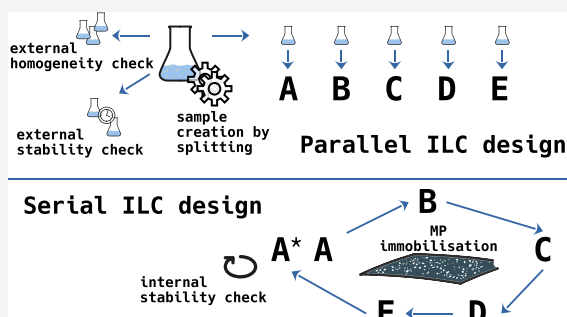 external
homogeneity check
external
stability check
sample
creation by
splitting
A B C D E
Parallel ILC design
Serial ILC design
B
MP
immobilisation
A* A
C
internal
stability check
E D